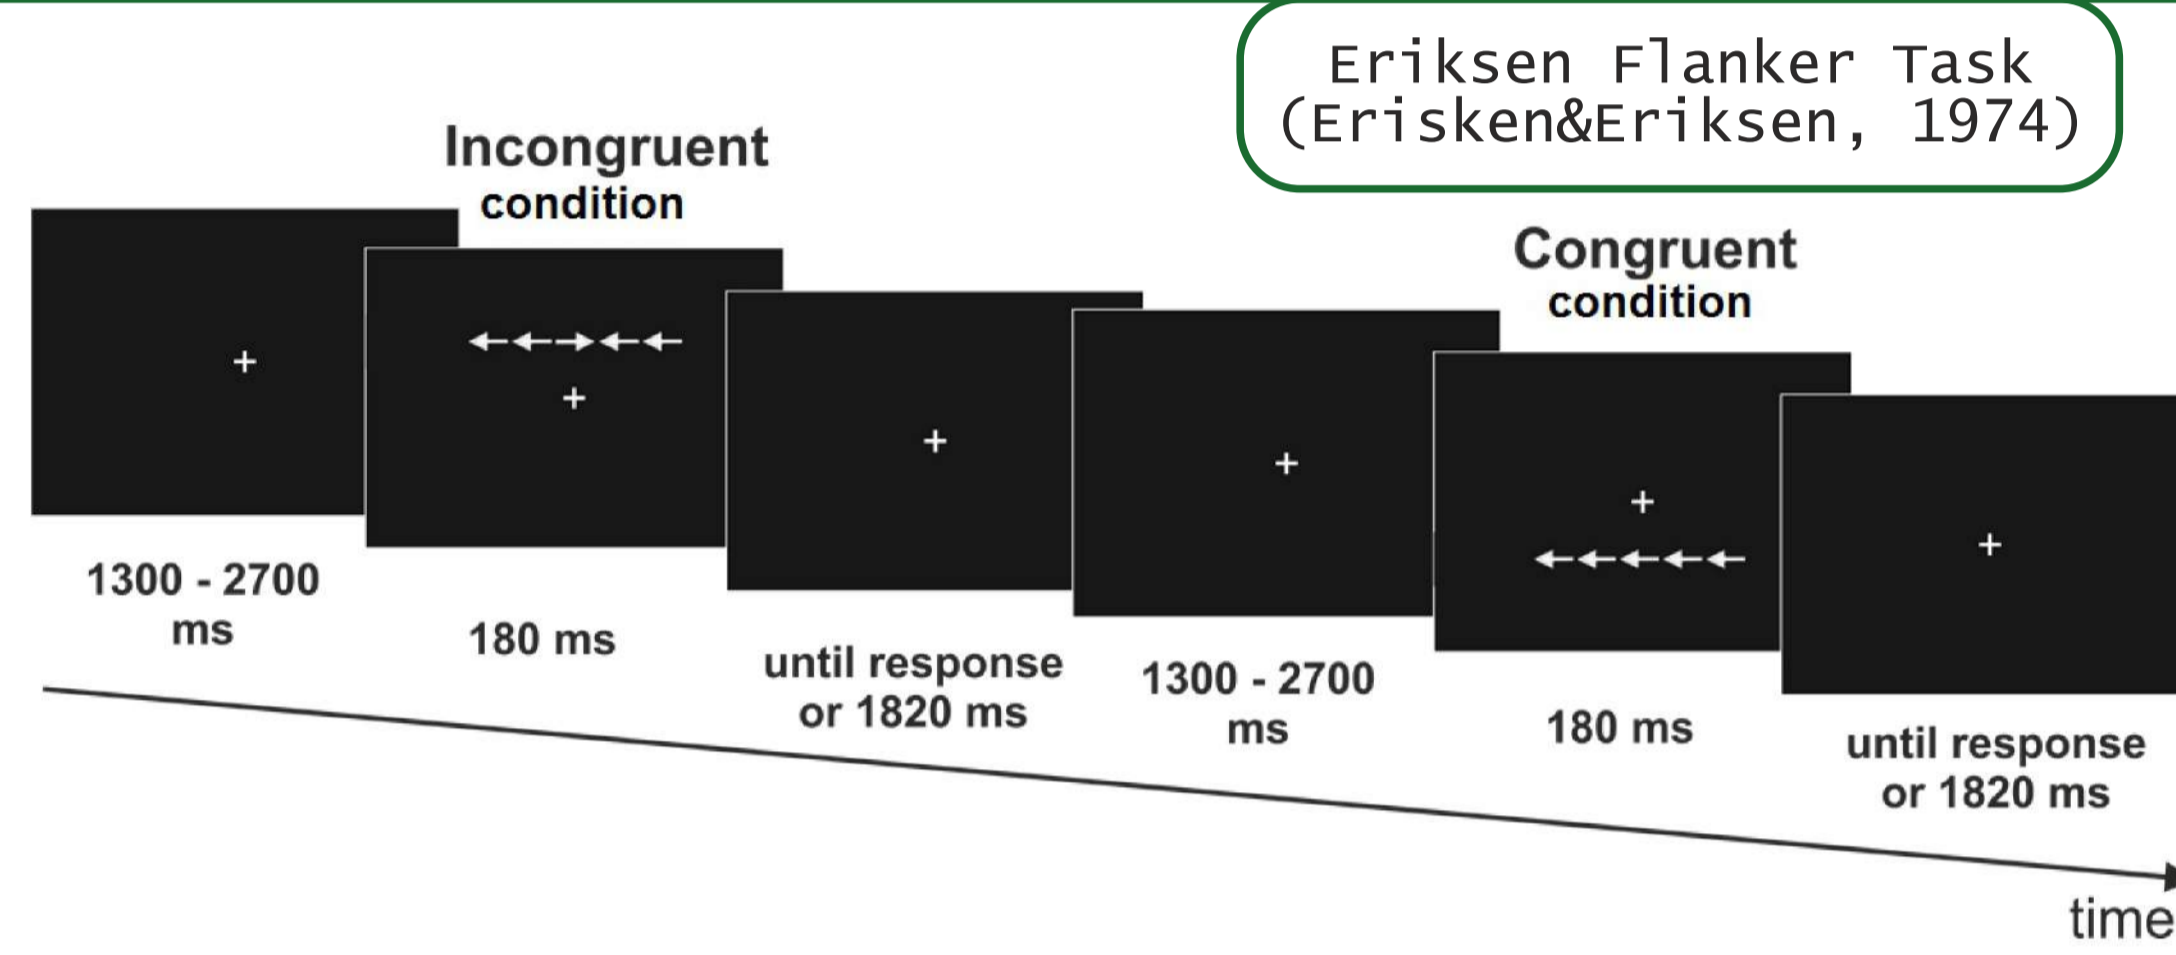 Eriksen Flanker Task
(Erisken&Eriksen, 1974)
Incongruent
condition
Congruent
condition
1300 - 2700
ms
180 ms
until response
or 1820 ms
1300 - 2700
ms
180 ms
until response
or 1820 ms
time